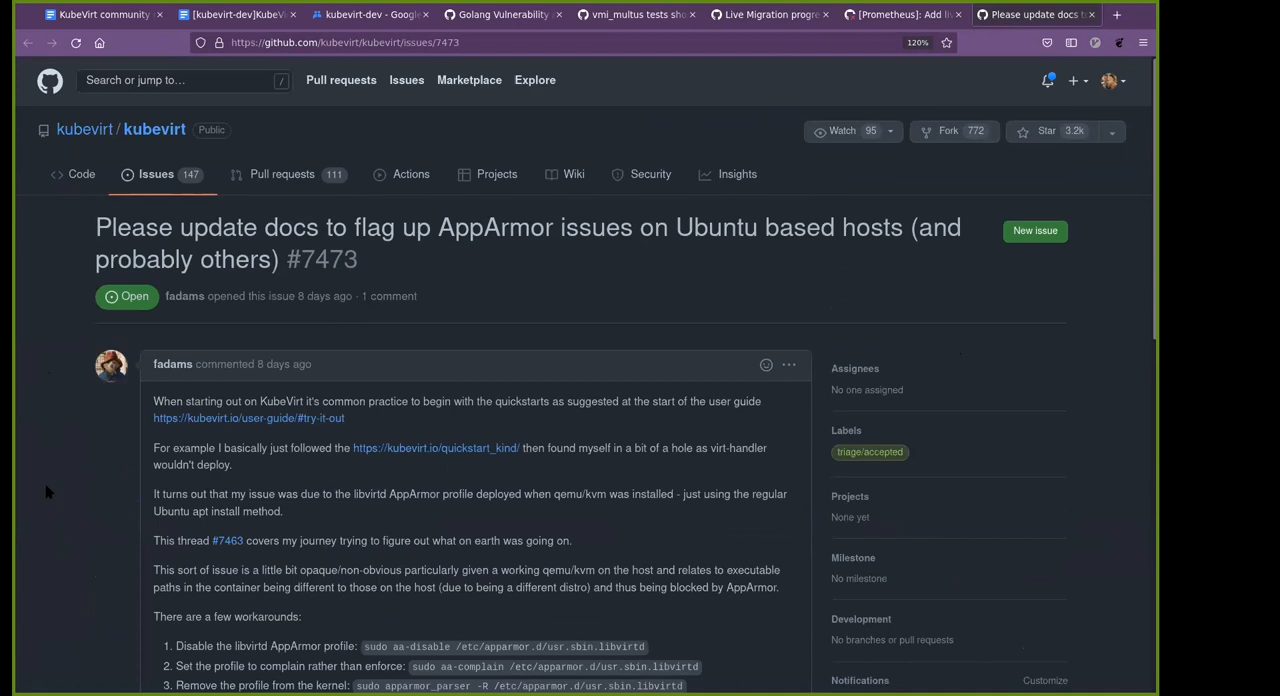 KubeVirt community
[kubevirt-dev]KubeVi
kubevirt-dev - Google
Golang Vulnerability
vmi_multus tests sho
Live Migration progre
[Prometheus]: Add li
Please update docs t
https://github.com/kubevirt/kubevirt/issues/7473
120%
Search or jump to…
/
Pull requests
Issues
Marketplace
Explore
kubevirt / kubevirt
Public
Watch 95
Fork 772
Star 3.2k
Code
Issues 147
Pull requests 111
Actions
Projects
Wiki
Security
Insights
Please update docs to flag up AppArmor issues on Ubuntu based hosts (and
probably others) #7473
New issue
Open
fadams opened this issue 8 days ago · 1 comment
fadams commented 8 days ago
When starting out on KubeVirt it's common practice to begin with the quickstarts as suggested at the start of the user guide
https://kubevirt.io/user-guide/#try-it-out
For example I basically just followed the https://kubevirt.io/quickstart_kind/ then found myself in a bit of a hole as virt-handler
wouldn't deploy.
It turns out that my issue was due to the libvirtd AppArmor profile deployed when qemu/kvm was installed - just using the regular
Ubuntu apt install method.
This thread #7463 covers my journey trying to figure out what on earth was going on.
This sort of issue is a little bit opaque/non-obvious particularly given a working qemu/kvm on the host and relates to executable
paths in the container being different to those on the host (due to being a different distro) and thus being blocked by AppArmor.
There are a few workarounds:
1. Disable the libvirtd AppArmor profile: sudo aa-disable /etc/apparmor.d/usr.sbin.libvirtd
2. Set the profile to complain rather than enforce: sudo aa-complain /etc/apparmor.d/usr.sbin.libvirtd
3. Remove the profile from the kernel: sudo apparmor_parser -R /etc/apparmor.d/usr.sbin.libvirtd
Assignees
No one assigned
Labels
triage/accepted
Projects
None yet
Milestone
No milestone
Development
No branches or pull requests
Notifications
Customize